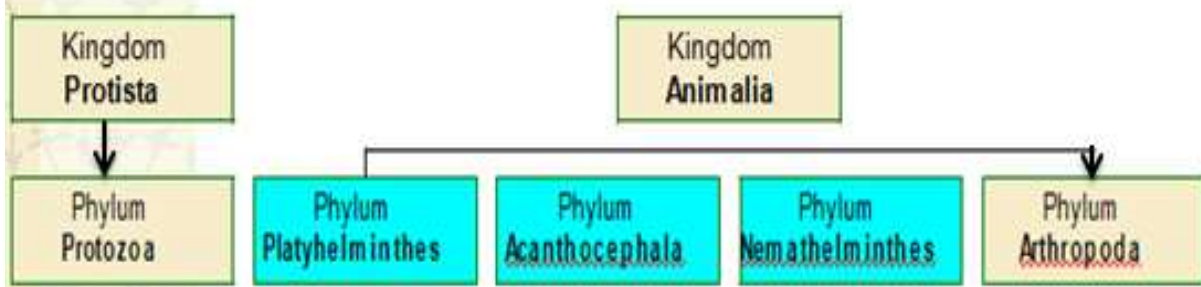 Kingdom
Protista
Kingdom
Animalia
Phylum
Protozoa
Phylum
Platyhelminthes
Phylum
Acanthocephala
Phylum
Nemathelminthes
Phylum
Arthropoda